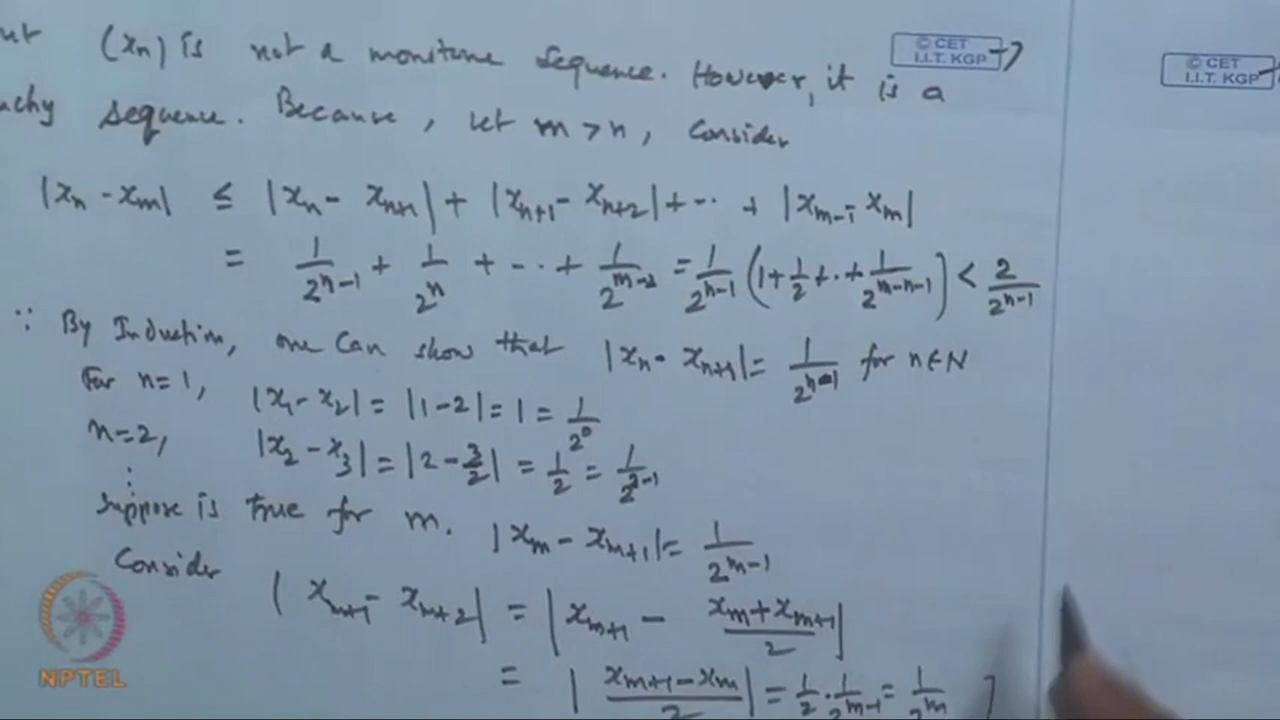 (xn) is not a monotone sequence. However, it is a
© CET
I.I.T. KGP
© CET
I.I.T. KGP
sequence. Because, let m > n, Consider
|xn - xm| ≤ |xn - xn+1| + |xn+1 - xn+2| + ·· + |xm-1 - xm|
= 1/2^(n-1) + 1/2^n + -·· + 1/2^(m-2) = 1/2^(n-1) (1 + 1/2 + ·· + 1/2^(m-n-1)) < 2/2^(n-1)
∵ By Induction, one can show that |xn - xn+1| = 1/2^(n-1) for n∈N
For n=1, |x1 - x2| = |1-2| = 1 = 1/2^0
n=2, |x2 - x3| = |2 - 3/2| = 1/2 = 1/2^(2-1)
⋮
Suppose is true for m. |xm - xm+1| = 1/2^(m-1)
Consider |xm+1 - xm+2| = |xm+1 - (xm + xm+1)/2|
= |(xm+1 - xm)/2| = 1/2 · 1/2^(m-1) = 1/2^m ]
NPTEL